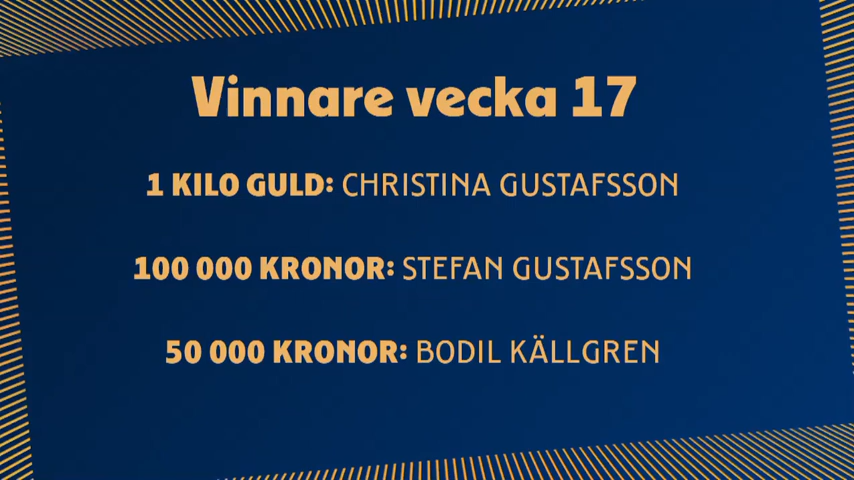 Vinnare vecka 17
1 KILO GULD: CHRISTINA GUSTAFSSON
100 000 KRONOR: STEFAN GUSTAFSSON
50 000 KRONOR: BODIL KÄLLGREN